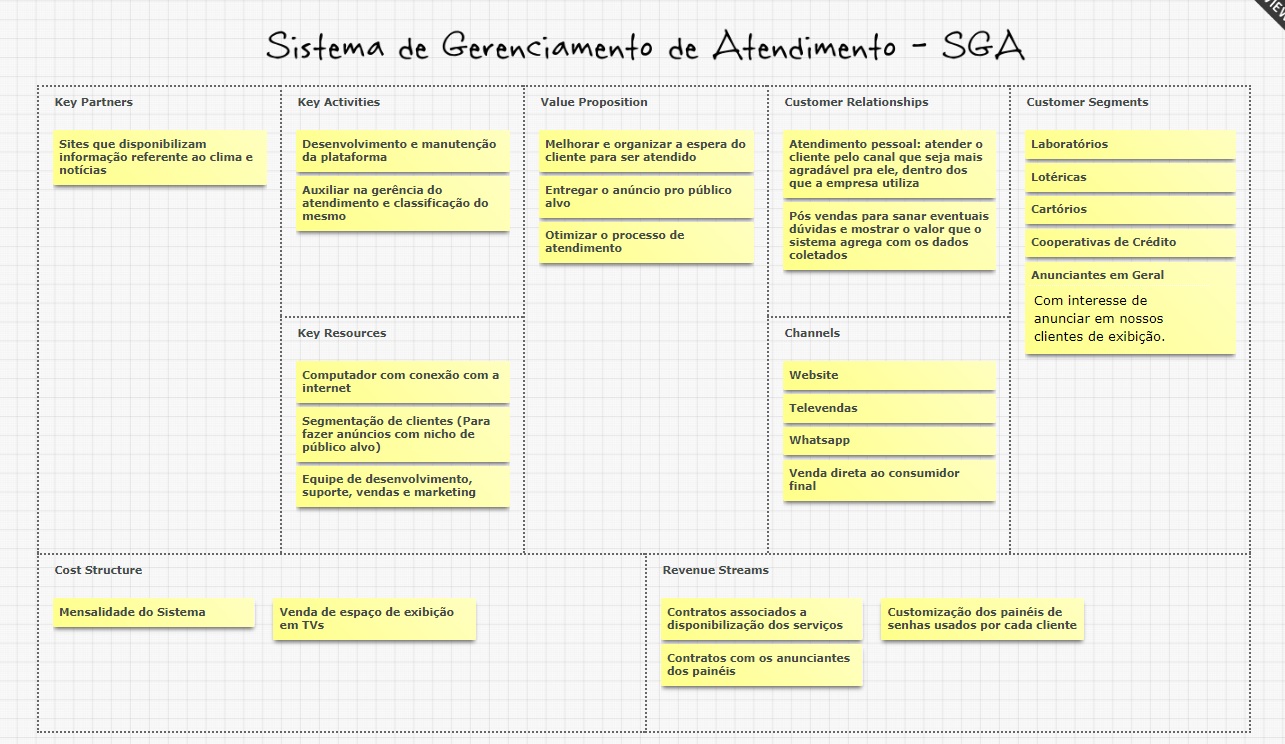 Sistema de Gerenciamento de Atendimento - SGA
Key Partners
Sites que disponibilizam
informação referente ao clima e
notícias
Key Activities
Desenvolvimento e manutenção
da plataforma
Auxiliar na gerência do
atendimento e classificação do
mesmo
Key Resources
Computador com conexão com a
internet
Segmentação de clientes (Para
fazer anúncios com nicho de
público alvo)
Equipe de desenvolvimento,
suporte, vendas e marketing
Value Proposition
Melhorar e organizar a espera do
cliente para ser atendido
Entregar o anúncio pro público
alvo
Otimizar o processo de
atendimento
Customer Relationships
Atendimento pessoal: atender o
cliente pelo canal que seja mais
agradável pra ele, dentro dos
que a empresa utiliza
Pós vendas para sanar eventuais
dúvidas e mostrar o valor que o
sistema agrega com os dados
coletados
Channels
Website
Televendas
Whatsapp
Venda direta ao consumidor
final
Customer Segments
Laboratórios
Lotéricas
Cartórios
Cooperativas de Crédito
Anunciantes em Geral
Com interesse de
anunciar em nossos
clientes de exibição.
Cost Structure
Mensalidade do Sistema
Venda de espaço de exibição
em TVs
Revenue Streams
Contratos associados a
disponibilização dos serviços
Contratos com os anunciantes
dos painéis
Customização dos painéis de
senhas usados por cada cliente